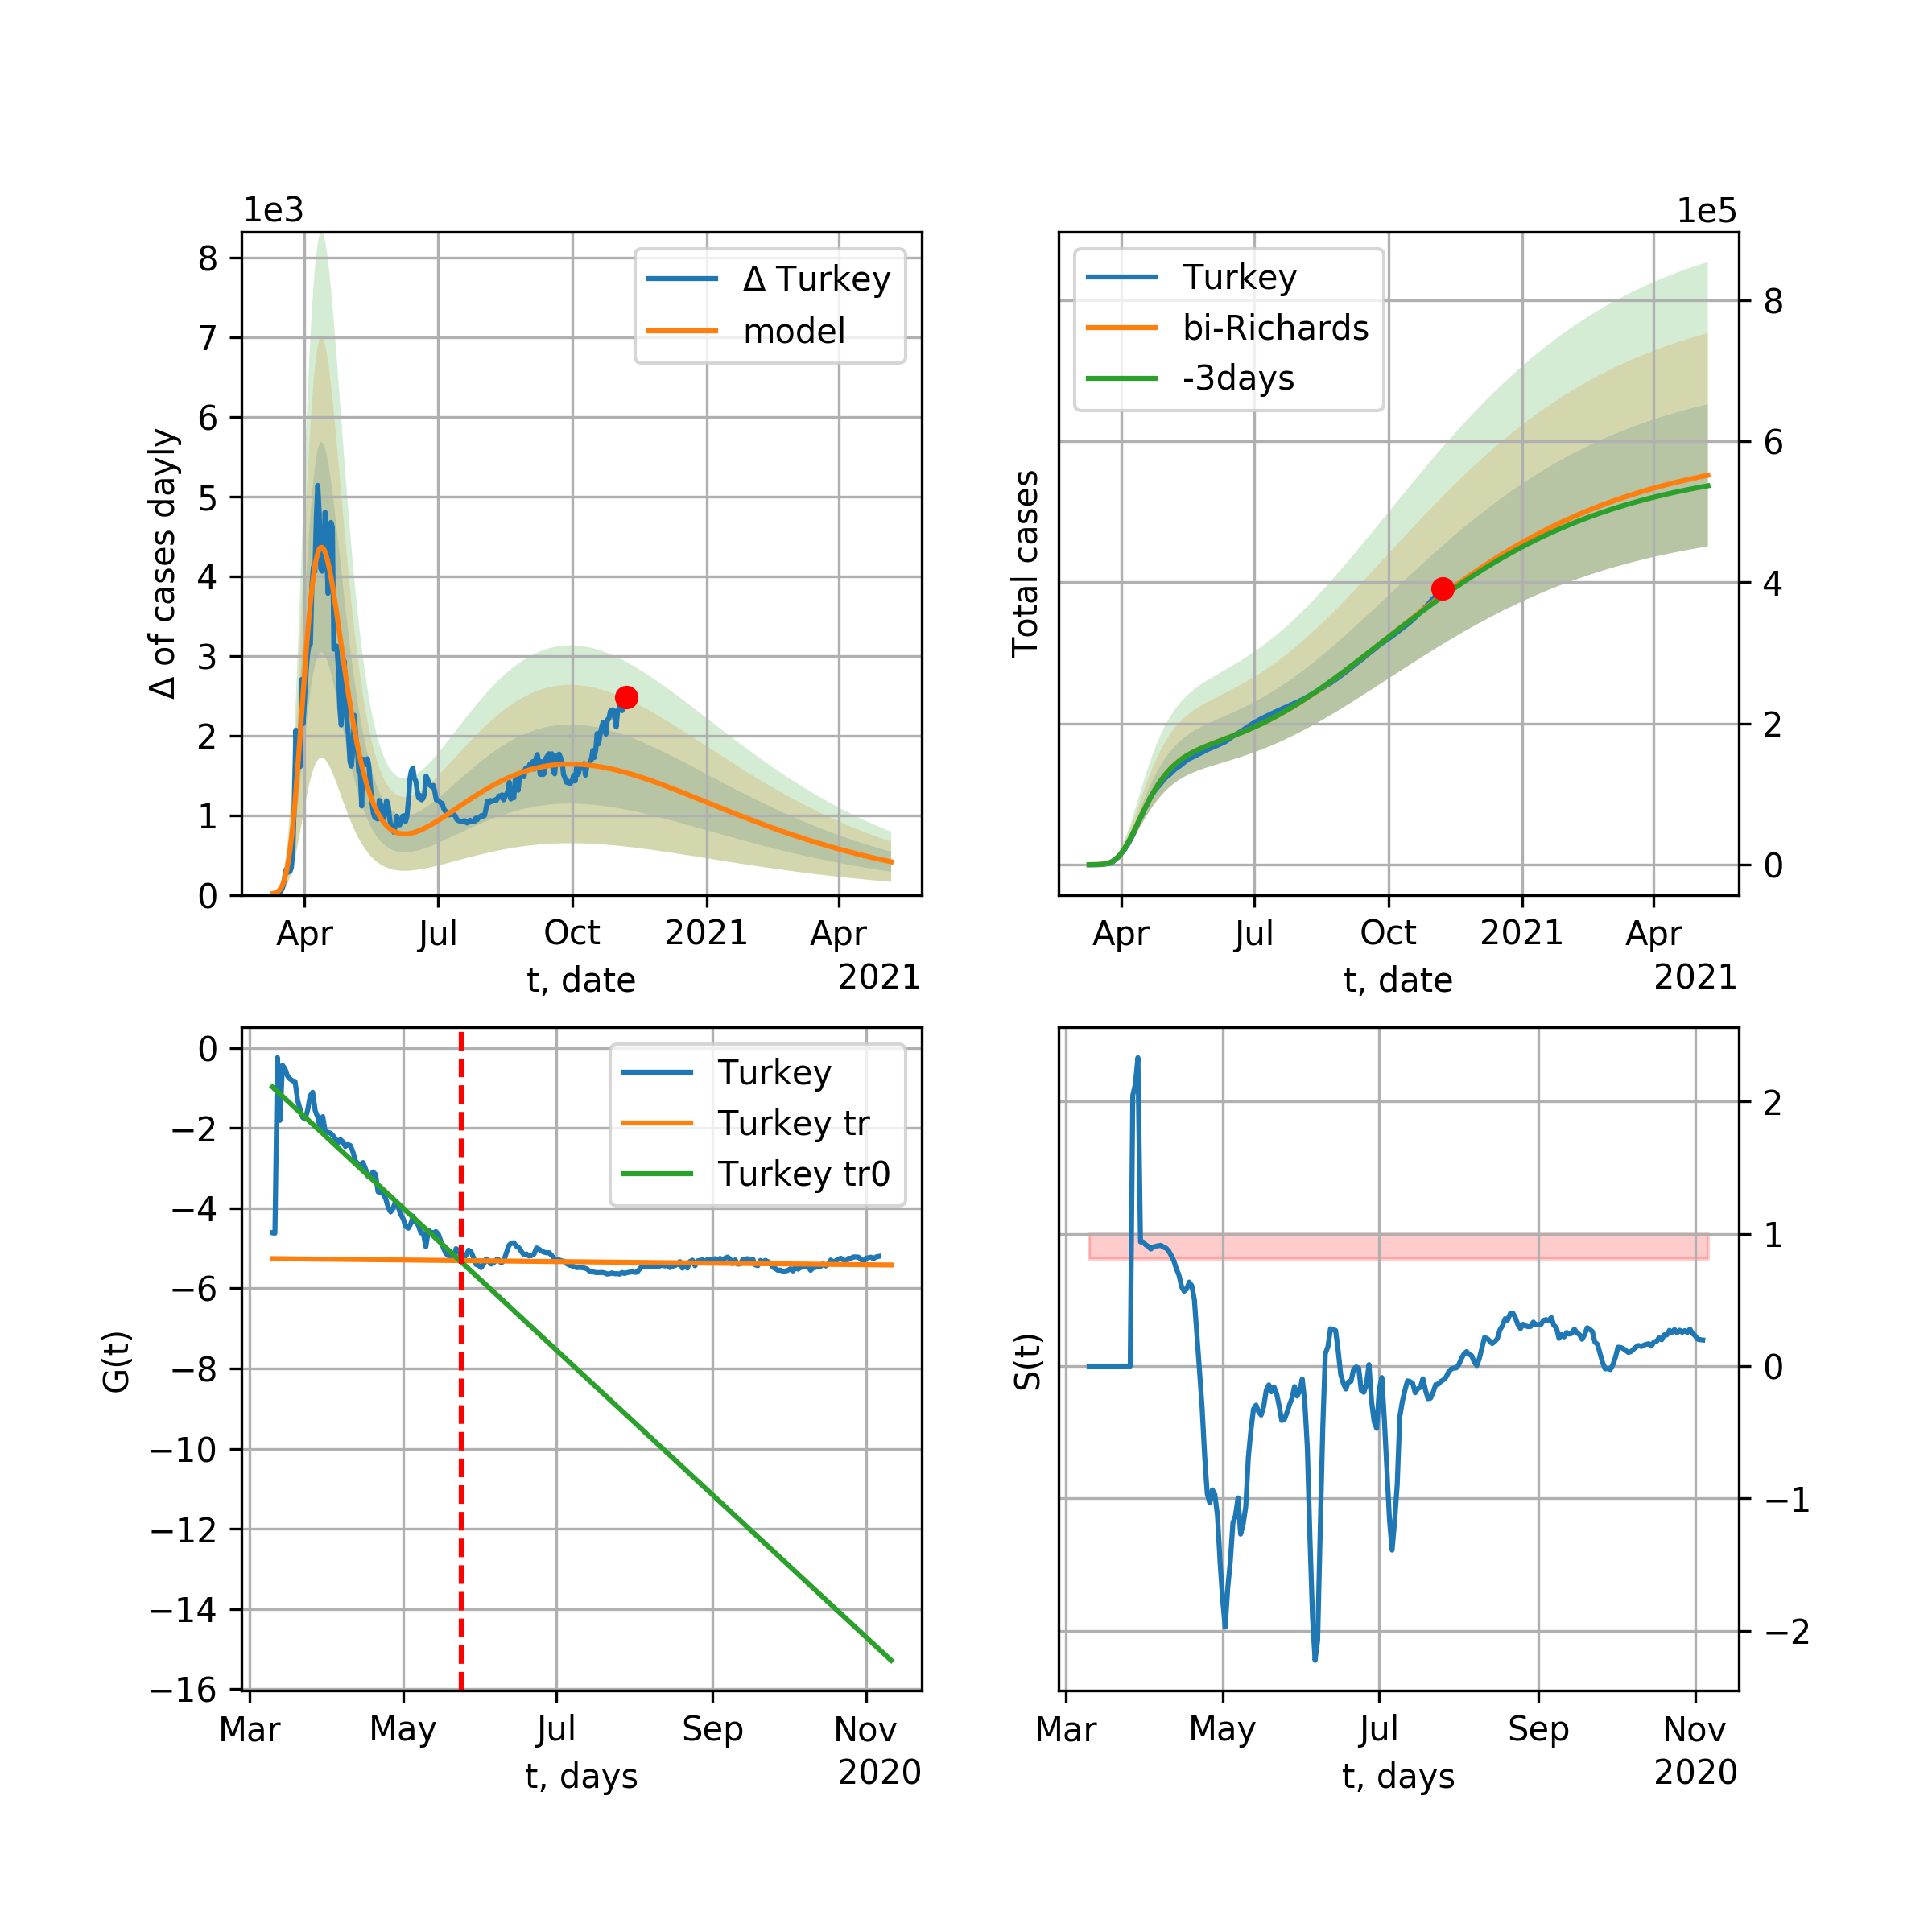 1e3
8
7
6
5
4
3
2
1
0
Δ of cases dayly
Δ Turkey
model
Apr
Jul
Oct
2021
Apr
t, date
2021
1e5
Turkey
bi-Richards
-3days
Total cases
8
6
4
2
0
Apr
Jul
Oct
2021
Apr
t, date
2021
0
−2
−4
−6
−8
−10
−12
−14
−16
G(t)
Turkey
Turkey tr
Turkey tr0
Mar
May
Jul
Sep
Nov
t, days
2020
S(t)
2
1
0
−1
−2
Mar
May
Jul
Sep
Nov
t, days
2020